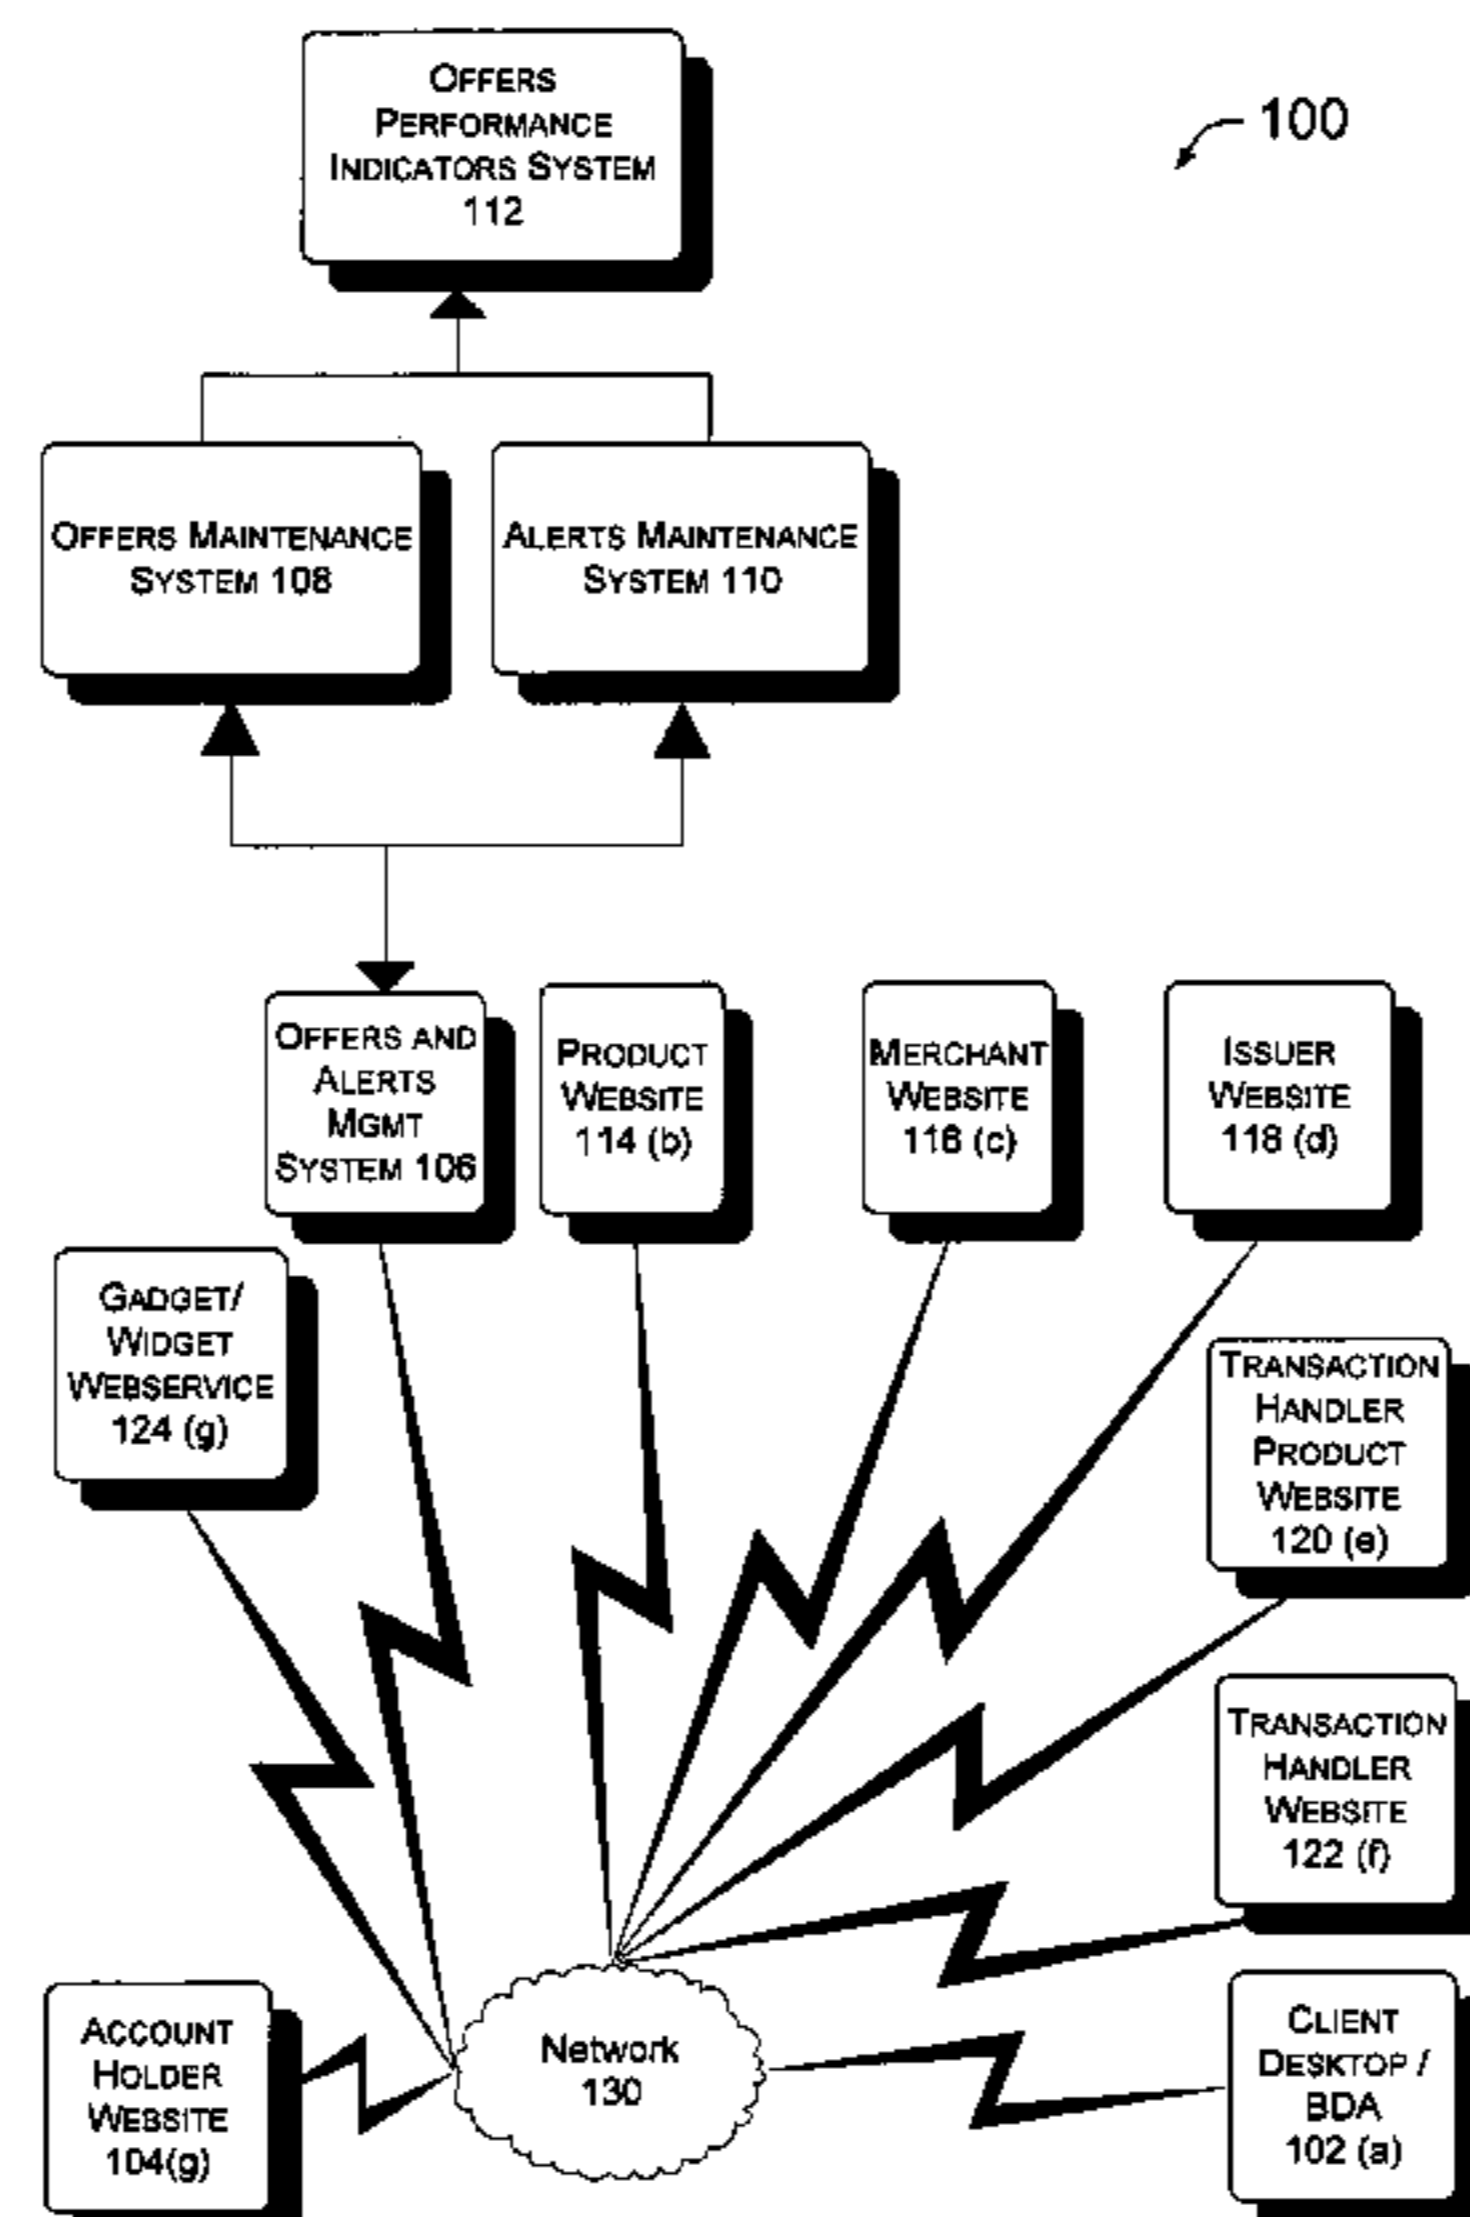 OFFERS
PERFORMANCE
INDICATORS SYSTEM
112
100
OFFERS MAINTENANCE
SYSTEM 108
ALERTS MAINTENANCE
SYSTEM 110
OFFERS AND
ALERTS
MGMT
SYSTEM 106
PRODUCT
WEBSITE
114 (b)
MERCHANT
WEBSITE
116 (c)
ISSUER
WEBSITE
118 (d)
GADGET/
WIDGET
WEBSERVICE
124 (g)
TRANSACTION
HANDLER
PRODUCT
WEBSITE
120 (e)
TRANSACTION
HANDLER
WEBSITE
122 (f)
ACCOUNT
HOLDER
WEBSITE
104(g)
Network
130
CLIENT
DESKTOP /
BDA
102 (a)